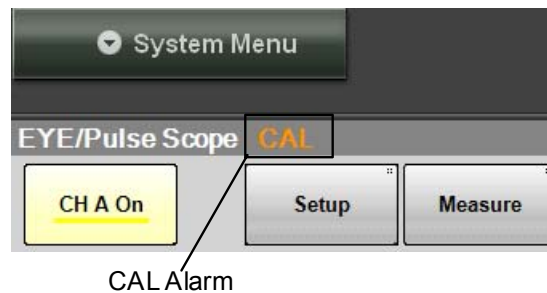 System Menu
EYE/Pulse Scope CAL
CH A On Setup Measure
CAL Alarm